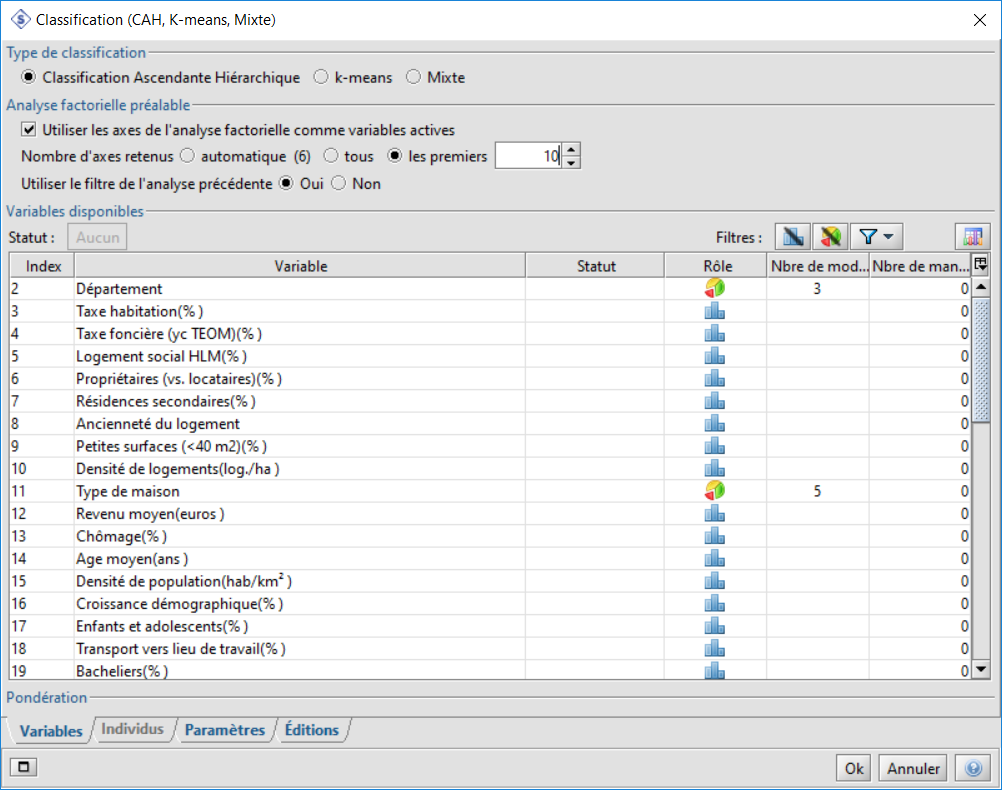 Classification (CAH, K-means, Mixte)
Type de classification
Classification Ascendante Hiérarchique k-means Mixte
Analyse factorielle préalable
Utiliser les axes de l'analyse factorielle comme variables actives
Nombre d'axes retenus automatique (6) tous les premiers 10
Utiliser le filtre de l'analyse précédente Oui Non
Variables disponibles
Statut : Aucun Filtres :
Index Variable Statut Rôle Nbre de mod... Nbre de man...
2 Département 3 0
3 Taxe habitation(% ) 0
4 Taxe foncière (yc TEOM)(% ) 0
5 Logement social HLM(% ) 0
6 Propriétaires (vs. locataires)(% ) 0
7 Résidences secondaires(% ) 0
8 Ancienneté du logement 0
9 Petites surfaces (<40 m2)(% ) 0
10 Densité de logements(log./ha ) 0
11 Type de maison 5 0
12 Revenu moyen(euros ) 0
13 Chômage(% ) 0
14 Age moyen(ans ) 0
15 Densité de population(hab/km² ) 0
16 Croissance démographique(% ) 0
17 Enfants et adolescents(% ) 0
18 Transport vers lieu de travail(% ) 0
19 Bacheliers(% ) 0
Pondération
Variables Individus Paramètres Éditions
Ok Annuler